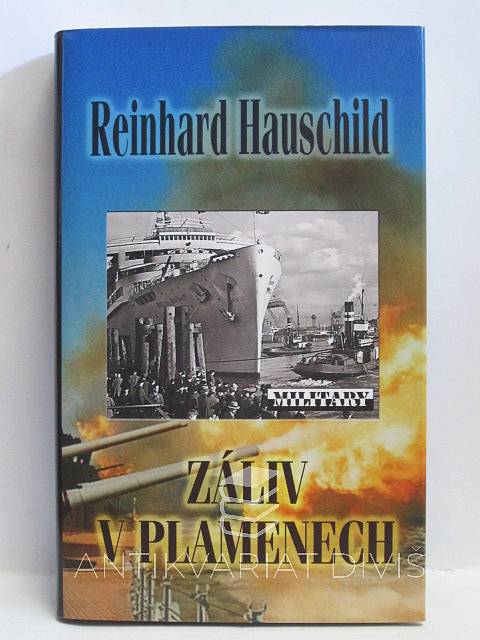 Reinhard Hauschild
MILITARY
ZÁLIV
V PLAMENECH
ANTIKVARIÁT DIVIŠ